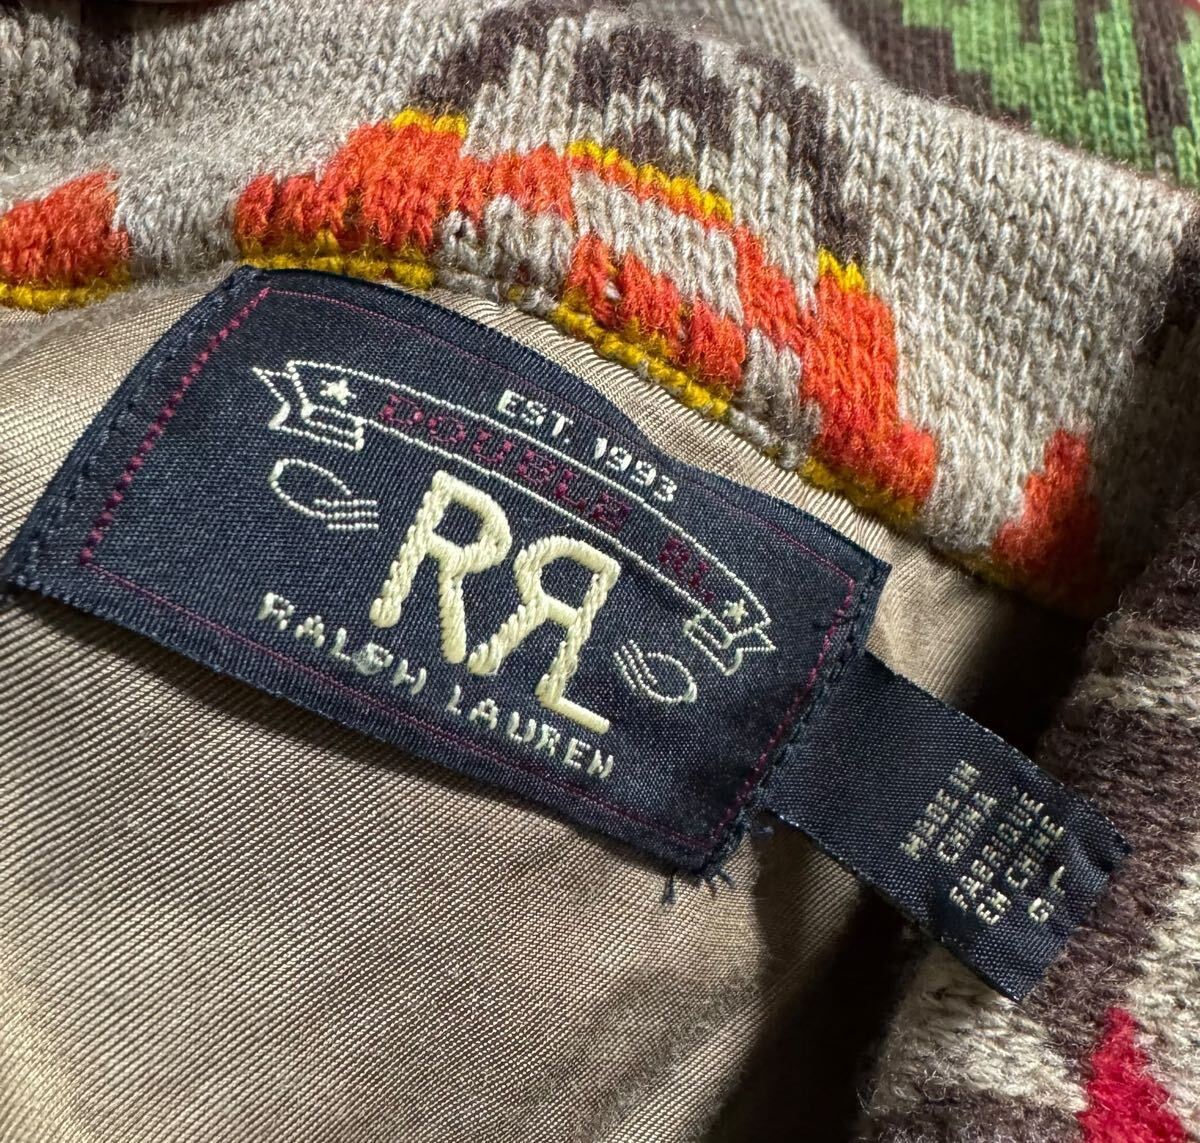 EST. 1993
DOUBLE RL
RRL
RALPH LAUREN
MADE IN
CHINA
FABRIQUÉ
EN CHINE
L
G